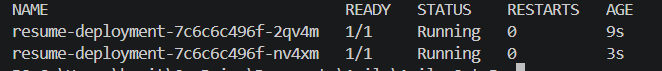 NAME READY STATUS RESTARTS AGE
resume-deployment-7c6c6c496f-2qv4m 1/1 Running 0 9s
resume-deployment-7c6c6c496f-nv4xm 1/1 Running 0 3s